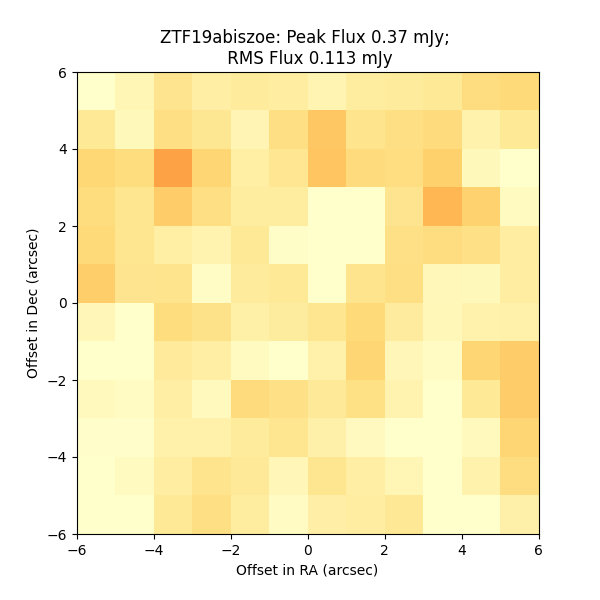 ZTF19abiszoe: Peak Flux 0.37 mJy;
RMS Flux 0.113 mJy
6
4
2
0
−2
−4
−6
Offset in Dec (arcsec)
−6 −4 −2 0 2 4 6
Offset in RA (arcsec)